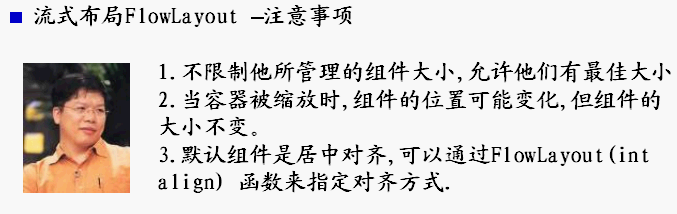 流式布局FlowLayout –注意事项
1.不限制他所管理的组件大小,允许他们有最佳大小
2.当容器被缩放时,组件的位置可能变化,但组件的
大小不变。
3.默认组件是居中对齐,可以通过FlowLayout(int
align) 函数来指定对齐方式.